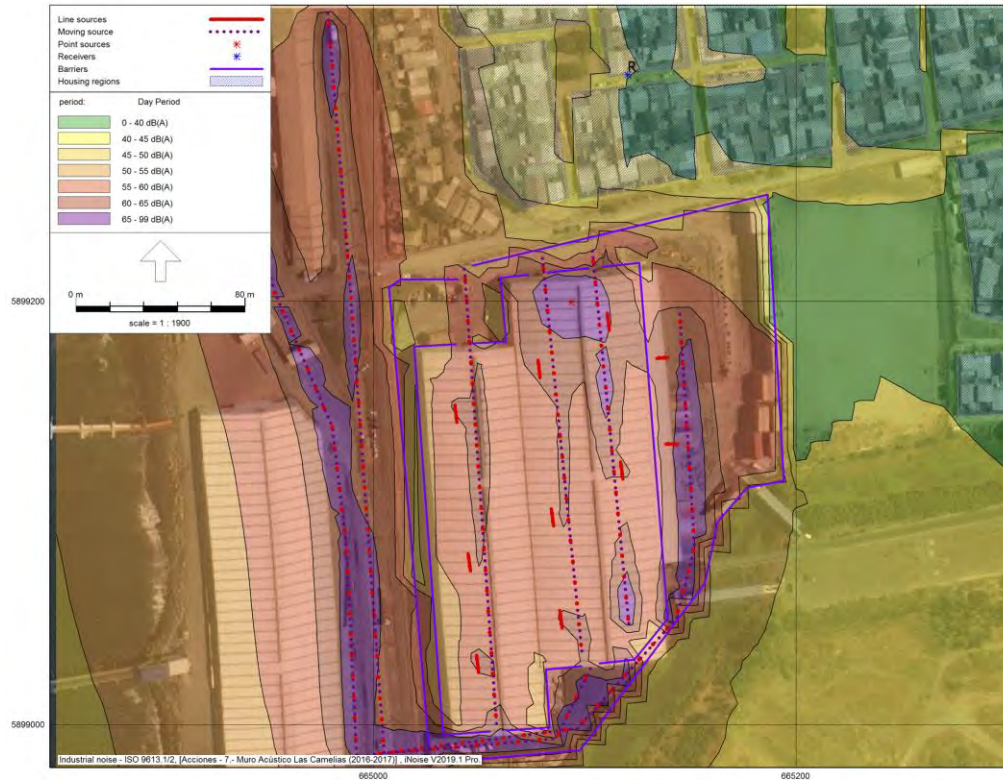 Line sources
Moving source
Point sources
Receivers
Barriers
Housing regions
period: Day Period
0 - 40 dB(A)
40 - 45 dB(A)
45 - 50 dB(A)
50 - 55 dB(A)
55 - 60 dB(A)
60 - 65 dB(A)
65 - 99 dB(A)
0 m 80 m
scale = 1 : 1900
R
5899200
5899000
Industrial noise - ISO 9613.1/2, [Acciones - 7.- Muro Acústico Las Camelias (2016-2017)] , iNoise V2019.1 Pro
665000 665200